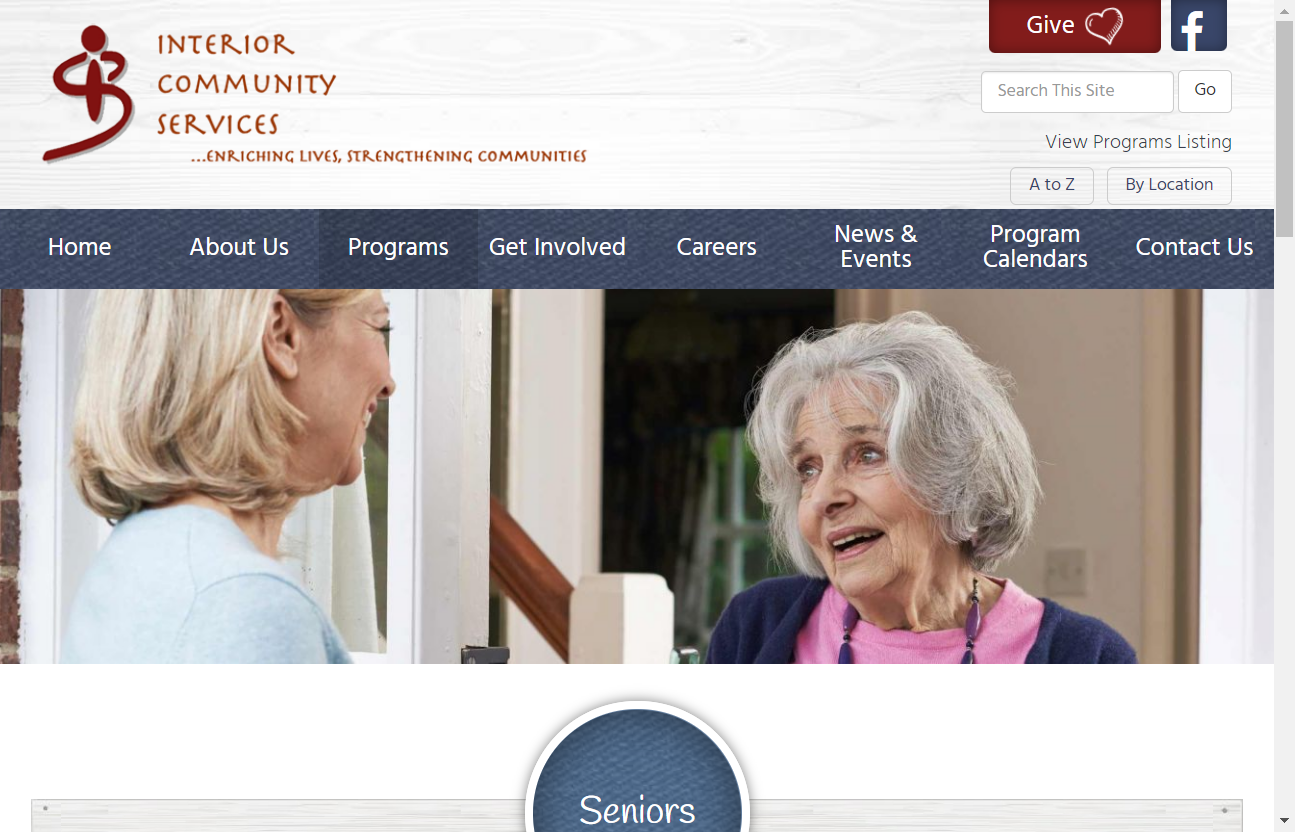 INTERIOR
COMMUNITY
SERVICES
...ENRICHING LIVES, STRENGTHENING COMMUNITIES
Give
f
Search This Site
Go
View Programs Listing
A to Z
By Location
Home
About Us
Programs
Get Involved
Careers
News &
Events
Program
Calendars
Contact Us
Seniors